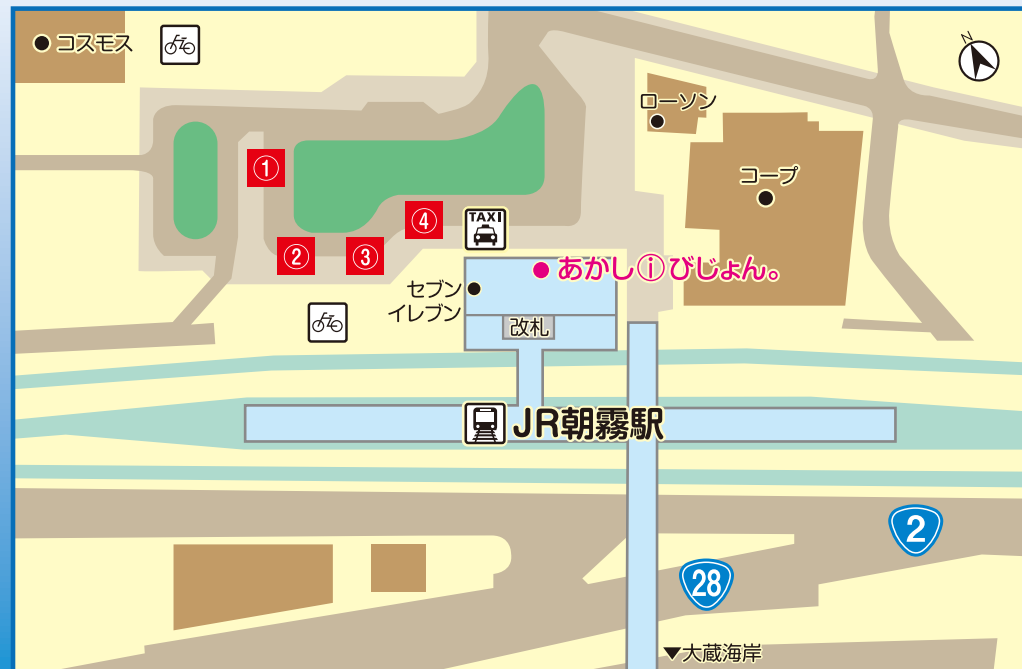 コスモス
N
ローソン
コープ
①
④
TAXI
②
③
あかしⓘびじょん。
セブン
イレブン
改札
JR朝霧駅
2
28
▼大蔵海岸